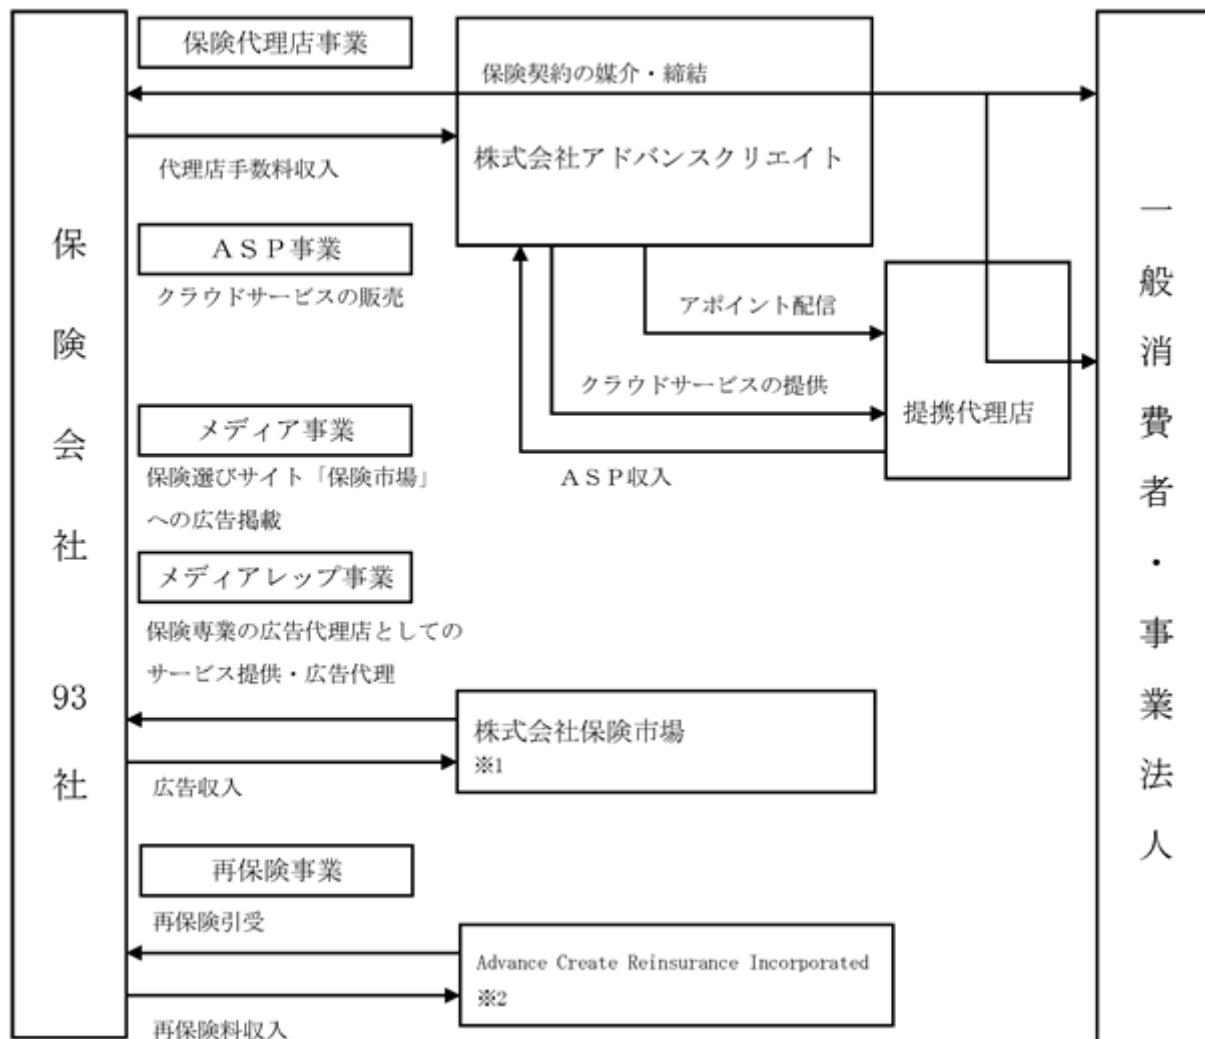 保険会社93社
保険代理店事業
保険契約の媒介・締結
株式会社アドバンスクリエイト
代理店手数料収入
ＡＳＰ事業
クラウドサービスの販売
アポイント配信
クラウドサービスの提供
提携代理店
ＡＳＰ収入
メディア事業
保険選びサイト「保険市場」
への広告掲載
メディアレップ事業
保険専業の広告代理店としての
サービス提供・広告代理
株式会社保険市場
※1
広告収入
再保険事業
再保険引受
Advance Create Reinsurance Incorporated
※2
再保険料収入
一般消費者・事業法人